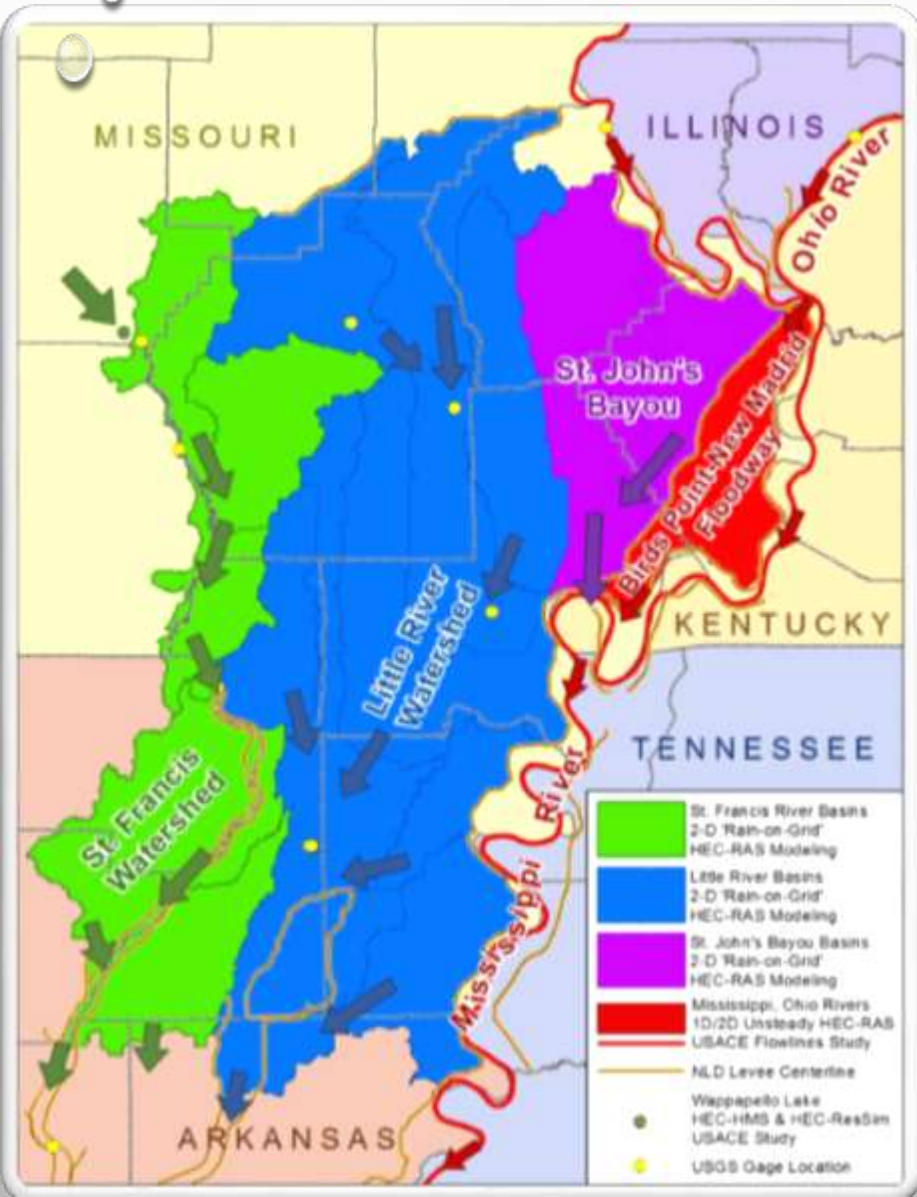 MISSOURI
ILLINOIS
Ohio River
St. John's
Bayou
Birds Point-New Madrid
Floodway
Little River
Watershed
KENTUCKY
TENNESSEE
St. Francis
Watershed
Mississippi River
ARKANSAS
St. Francis River Basins
2-D 'Rain-on-Grid'
HEC-RAS Modeling
Little River Basins
2-D 'Rain-on-Grid'
HEC-RAS Modeling
St. John's Bayou Basins
2-D 'Rain-on-Grid'
HEC-RAS Modeling
Mississippi, Ohio Rivers
1D/2D Unsteady HEC-RAS
USACE Flowlines Study
NLD Levee Centerline
Wappapello Lake
HEC-HMS & HEC-ResSim
USACE Study
USGS Gage Location